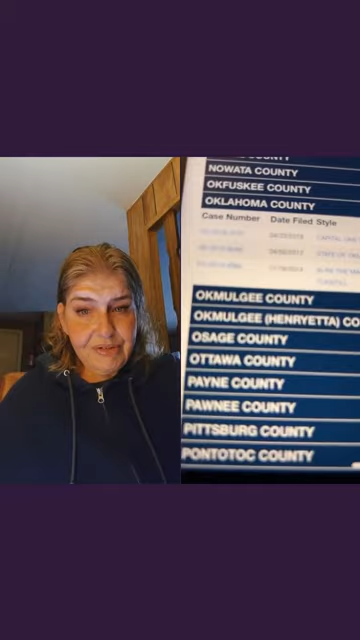 COUNTY
NOWATA COUNTY
OKFUSKEE COUNTY
OKLAHOMA COUNTY
Case Number Date Filed Style
OKMULGEE COUNTY
OKMULGEE (HENRYETTA) CO
OSAGE COUNTY
OTTAWA COUNTY
PAYNE COUNTY
PAWNEE COUNTY
PITTSBURG COUNTY
PONTOTOC COUNTY